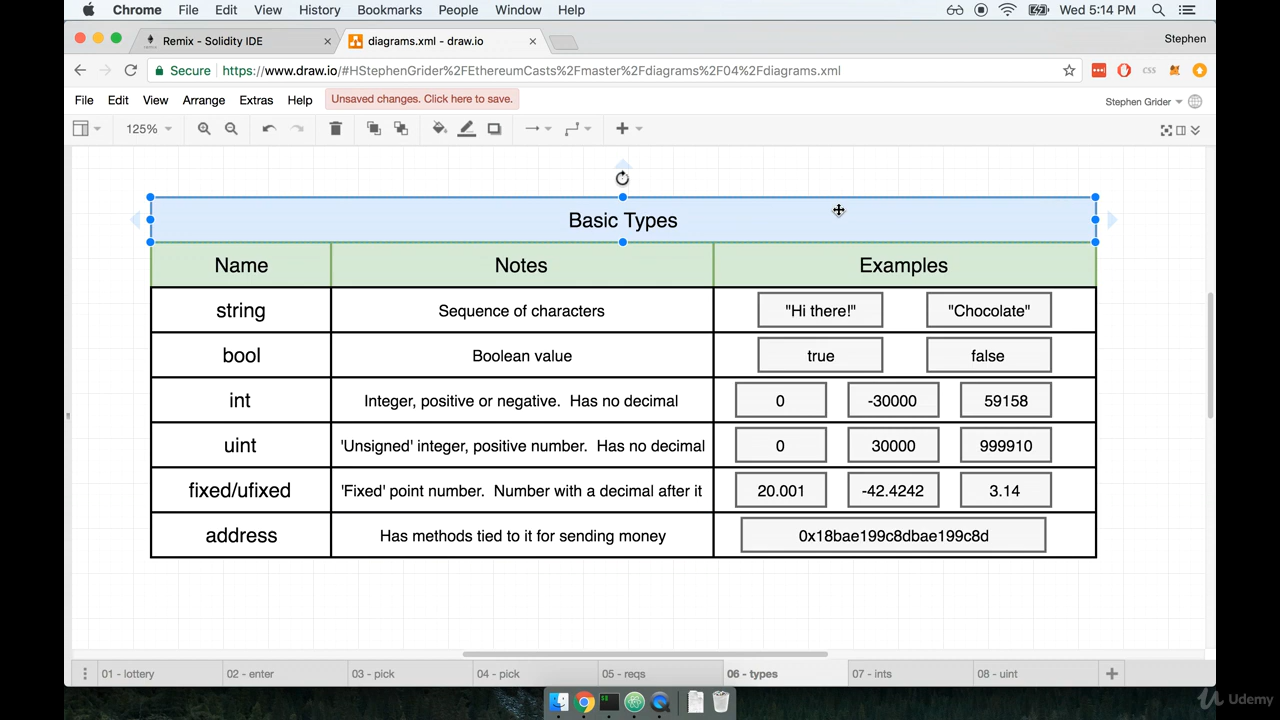 Chrome File Edit View History Bookmarks People Window Help Wed 5:14 PM
Remix - Solidity IDE diagrams.xml - draw.io Stephen
Secure https://www.draw.io/#HStephenGrider%2FEthereumCasts%2Fmaster%2Fdiagrams%2F04%2Fdiagrams.xml CSS
File Edit View Arrange Extras Help Unsaved changes. Click here to save. Stephen Grider
125%
Basic Types
Name Notes Examples
string Sequence of characters "Hi there!" "Chocolate"
bool Boolean value true false
int Integer, positive or negative. Has no decimal 0 -30000 59158
uint 'Unsigned' integer, positive number. Has no decimal 0 30000 999910
fixed/ufixed 'Fixed' point number. Number with a decimal after it 20.001 -42.4242 3.14
address Has methods tied to it for sending money 0x18bae199c8dbae199c8d
01 - lottery 02 - enter 03 - pick 04 - pick 05 - reqs 06 - types 07 - ints 08 - uint
Udemy